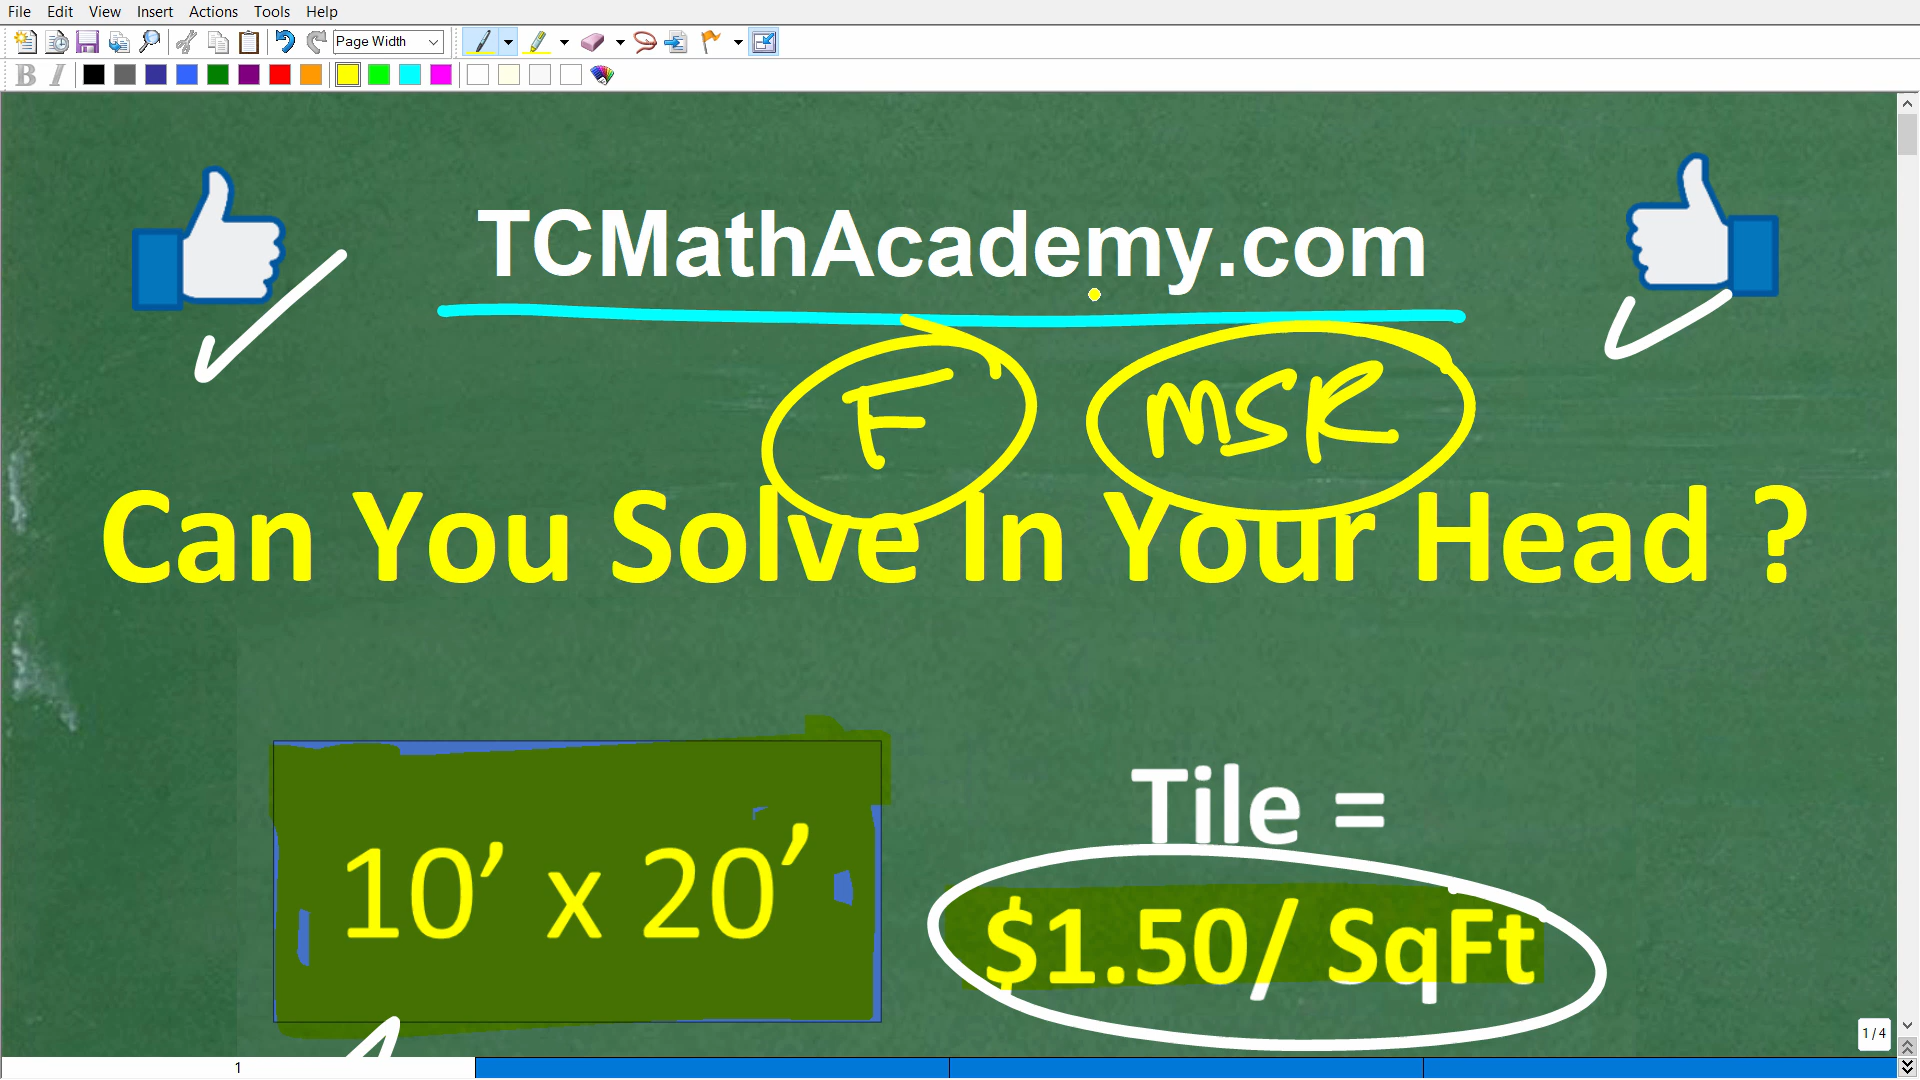 File Edit View Insert Actions Tools Help
Page Width
B I
TCMathAcademy.com
F MSR
Can You Solve In Your Head ?
10’ x 20’
Tile =
$1.50/ SqFt
1 / 4
1